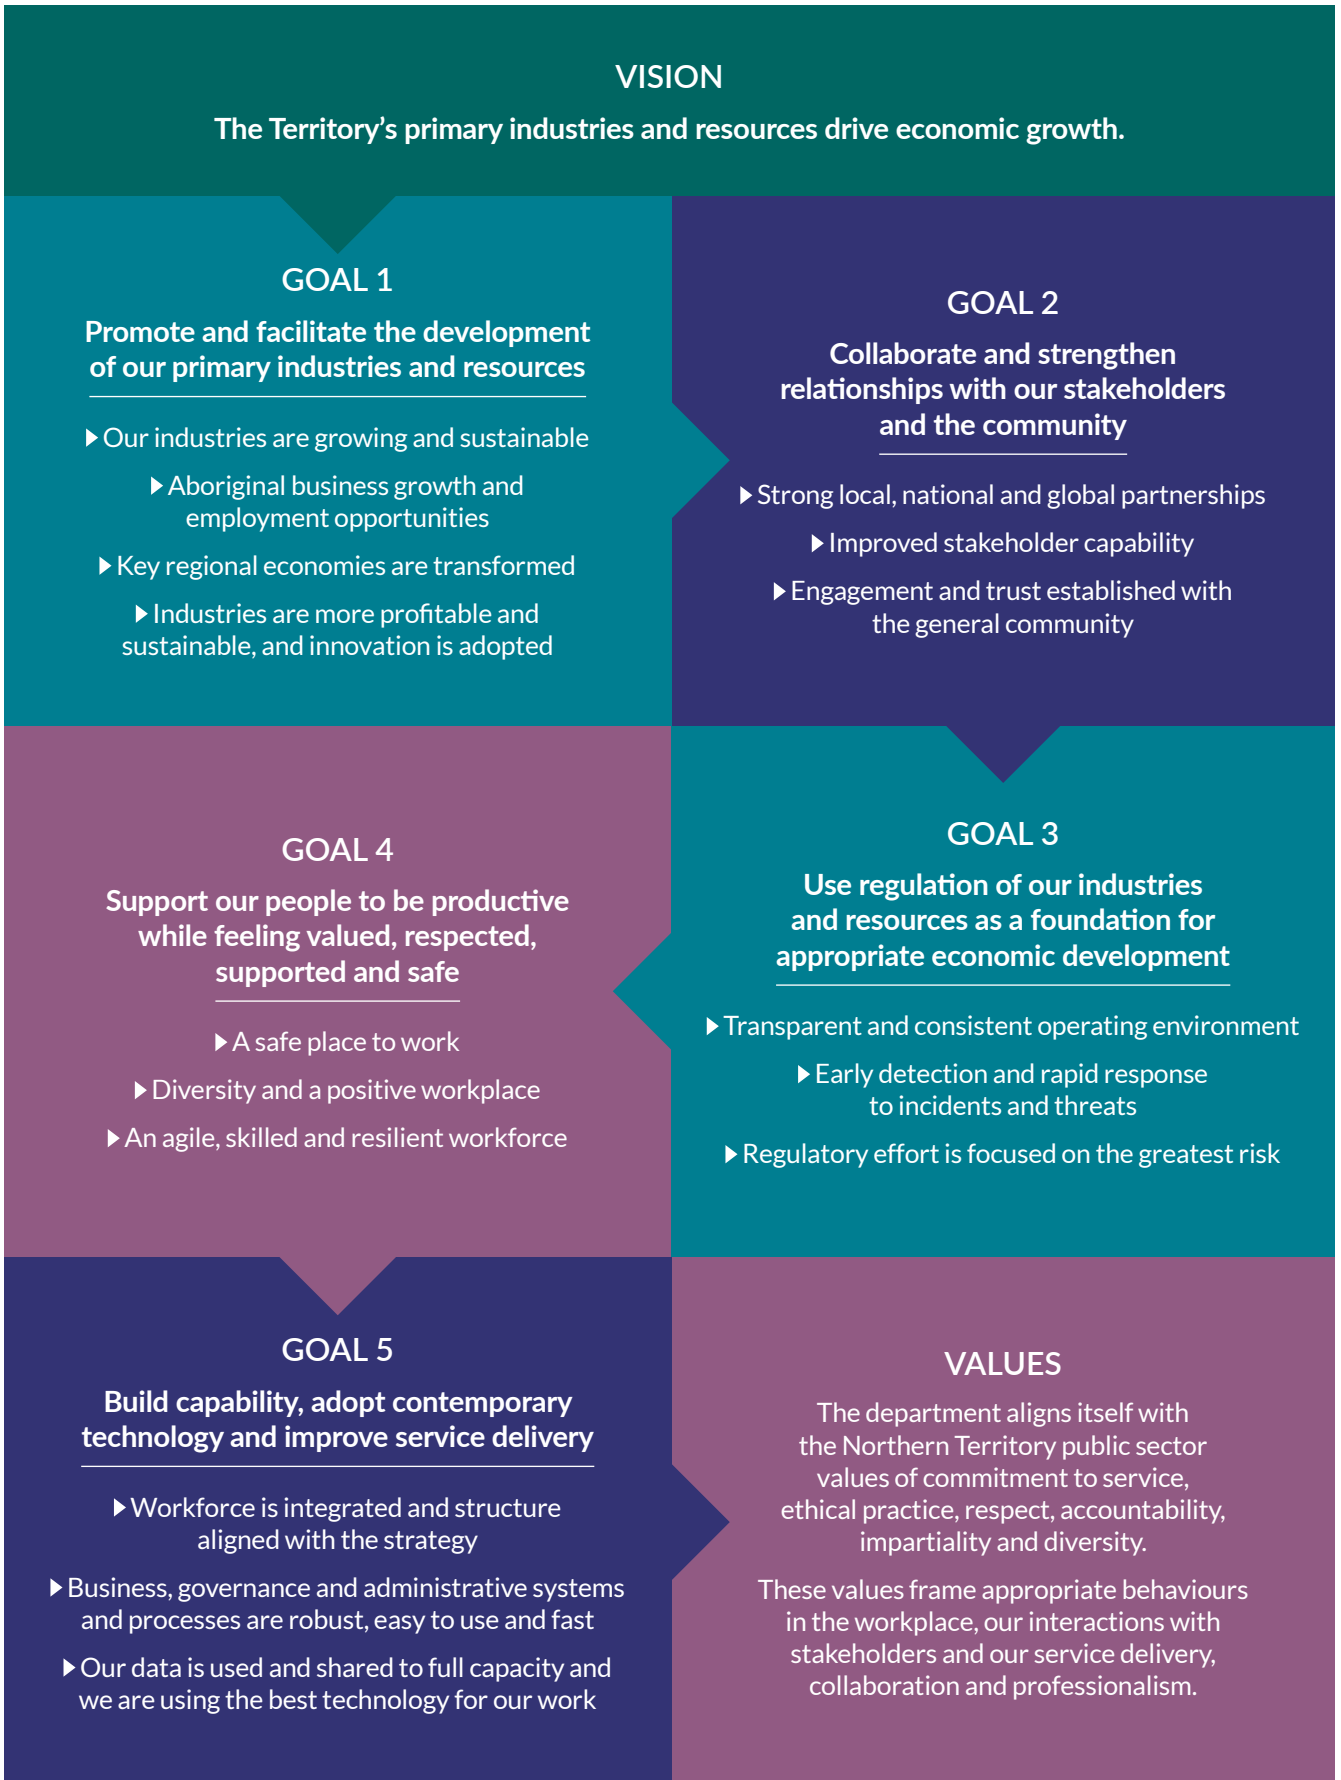 VISION
The Territory’s primary industries and resources drive economic growth.
GOAL 1
Promote and facilitate the development
of our primary industries and resources
Our industries are growing and sustainable
Aboriginal business growth and
employment opportunities
Key regional economies are transformed
Industries are more profitable and
sustainable, and innovation is adopted
GOAL 2
Collaborate and strengthen
relationships with our stakeholders
and the community
Strong local, national and global partnerships
Improved stakeholder capability
Engagement and trust established with
the general community
GOAL 3
Use regulation of our industries
and resources as a foundation for
appropriate economic development
Transparent and consistent operating environment
Early detection and rapid response
to incidents and threats
Regulatory effort is focused on the greatest risk
GOAL 4
Support our people to be productive
while feeling valued, respected,
supported and safe
A safe place to work
Diversity and a positive workplace
An agile, skilled and resilient workforce
GOAL 5
Build capability, adopt contemporary
technology and improve service delivery
Workforce is integrated and structure
aligned with the strategy
Business, governance and administrative systems
and processes are robust, easy to use and fast
Our data is used and shared to full capacity and
we are using the best technology for our work
VALUES
The department aligns itself with
the Northern Territory public sector
values of commitment to service,
ethical practice, respect, accountability,
impartiality and diversity.
These values frame appropriate behaviours
in the workplace, our interactions with
stakeholders and our service delivery,
collaboration and professionalism.